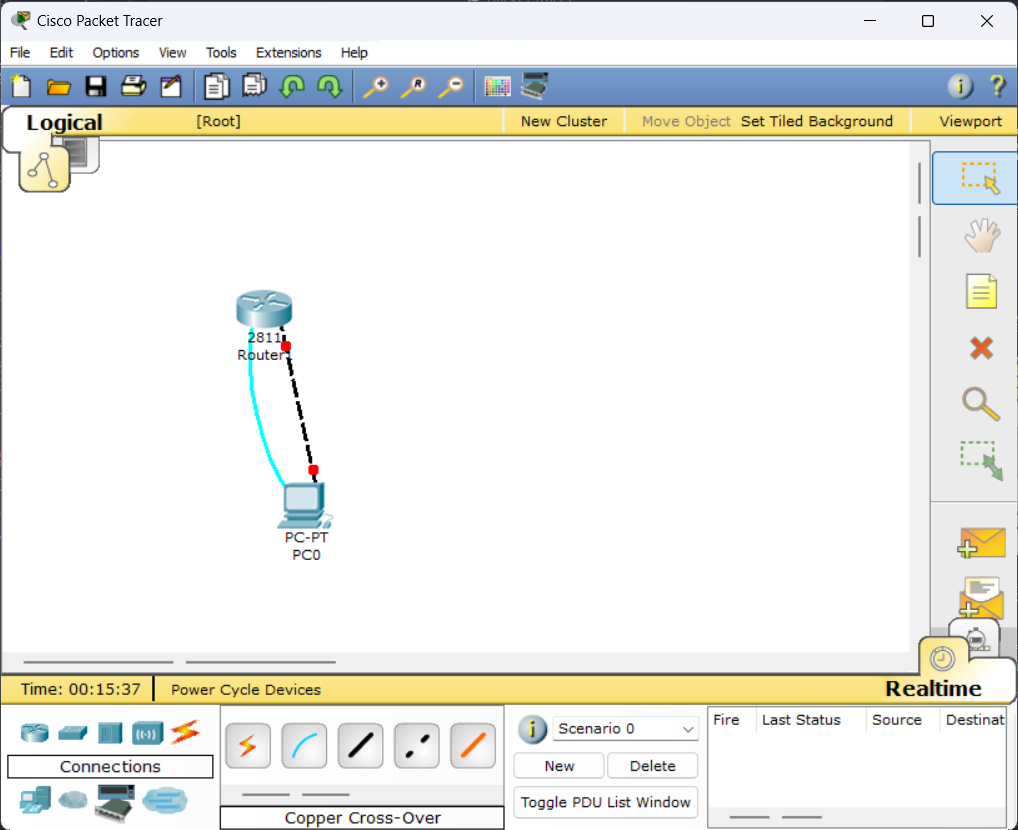 Cisco Packet Tracer
File Edit Options View Tools Extensions Help
Logical [Root] New Cluster Move Object Set Tiled Background Viewport
2811
Router1
PC-PT
PC0
Time: 00:15:37 Power Cycle Devices Realtime
Connections
Copper Cross-Over
Scenario 0
New Delete
Toggle PDU List Window
Fire Last Status Source Destinat